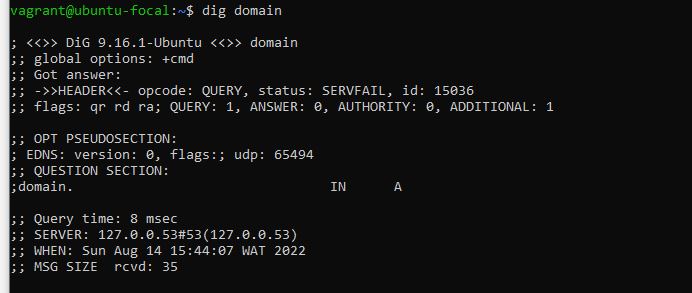 vagrant@ubuntu-focal:~$ dig domain
; <<>> DiG 9.16.1-Ubuntu <<>> domain
;; global options: +cmd
;; Got answer:
;; ->>HEADER<<- opcode: QUERY, status: SERVFAIL, id: 15036
;; flags: qr rd ra; QUERY: 1, ANSWER: 0, AUTHORITY: 0, ADDITIONAL: 1
;; OPT PSEUDOSECTION:
; EDNS: version: 0, flags:; udp: 65494
;; QUESTION SECTION:
;domain. IN A
;; Query time: 8 msec
;; SERVER: 127.0.0.53#53(127.0.0.53)
;; WHEN: Sun Aug 14 15:44:07 WAT 2022
;; MSG SIZE rcvd: 35